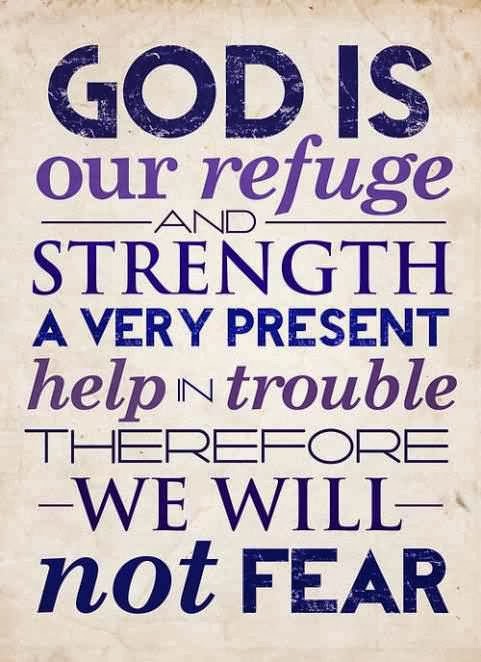 GOD IS
our refuge
AND
STRENGTH
A VERY PRESENT
help IN trouble
THEREFORE
WE WILL
not FEAR